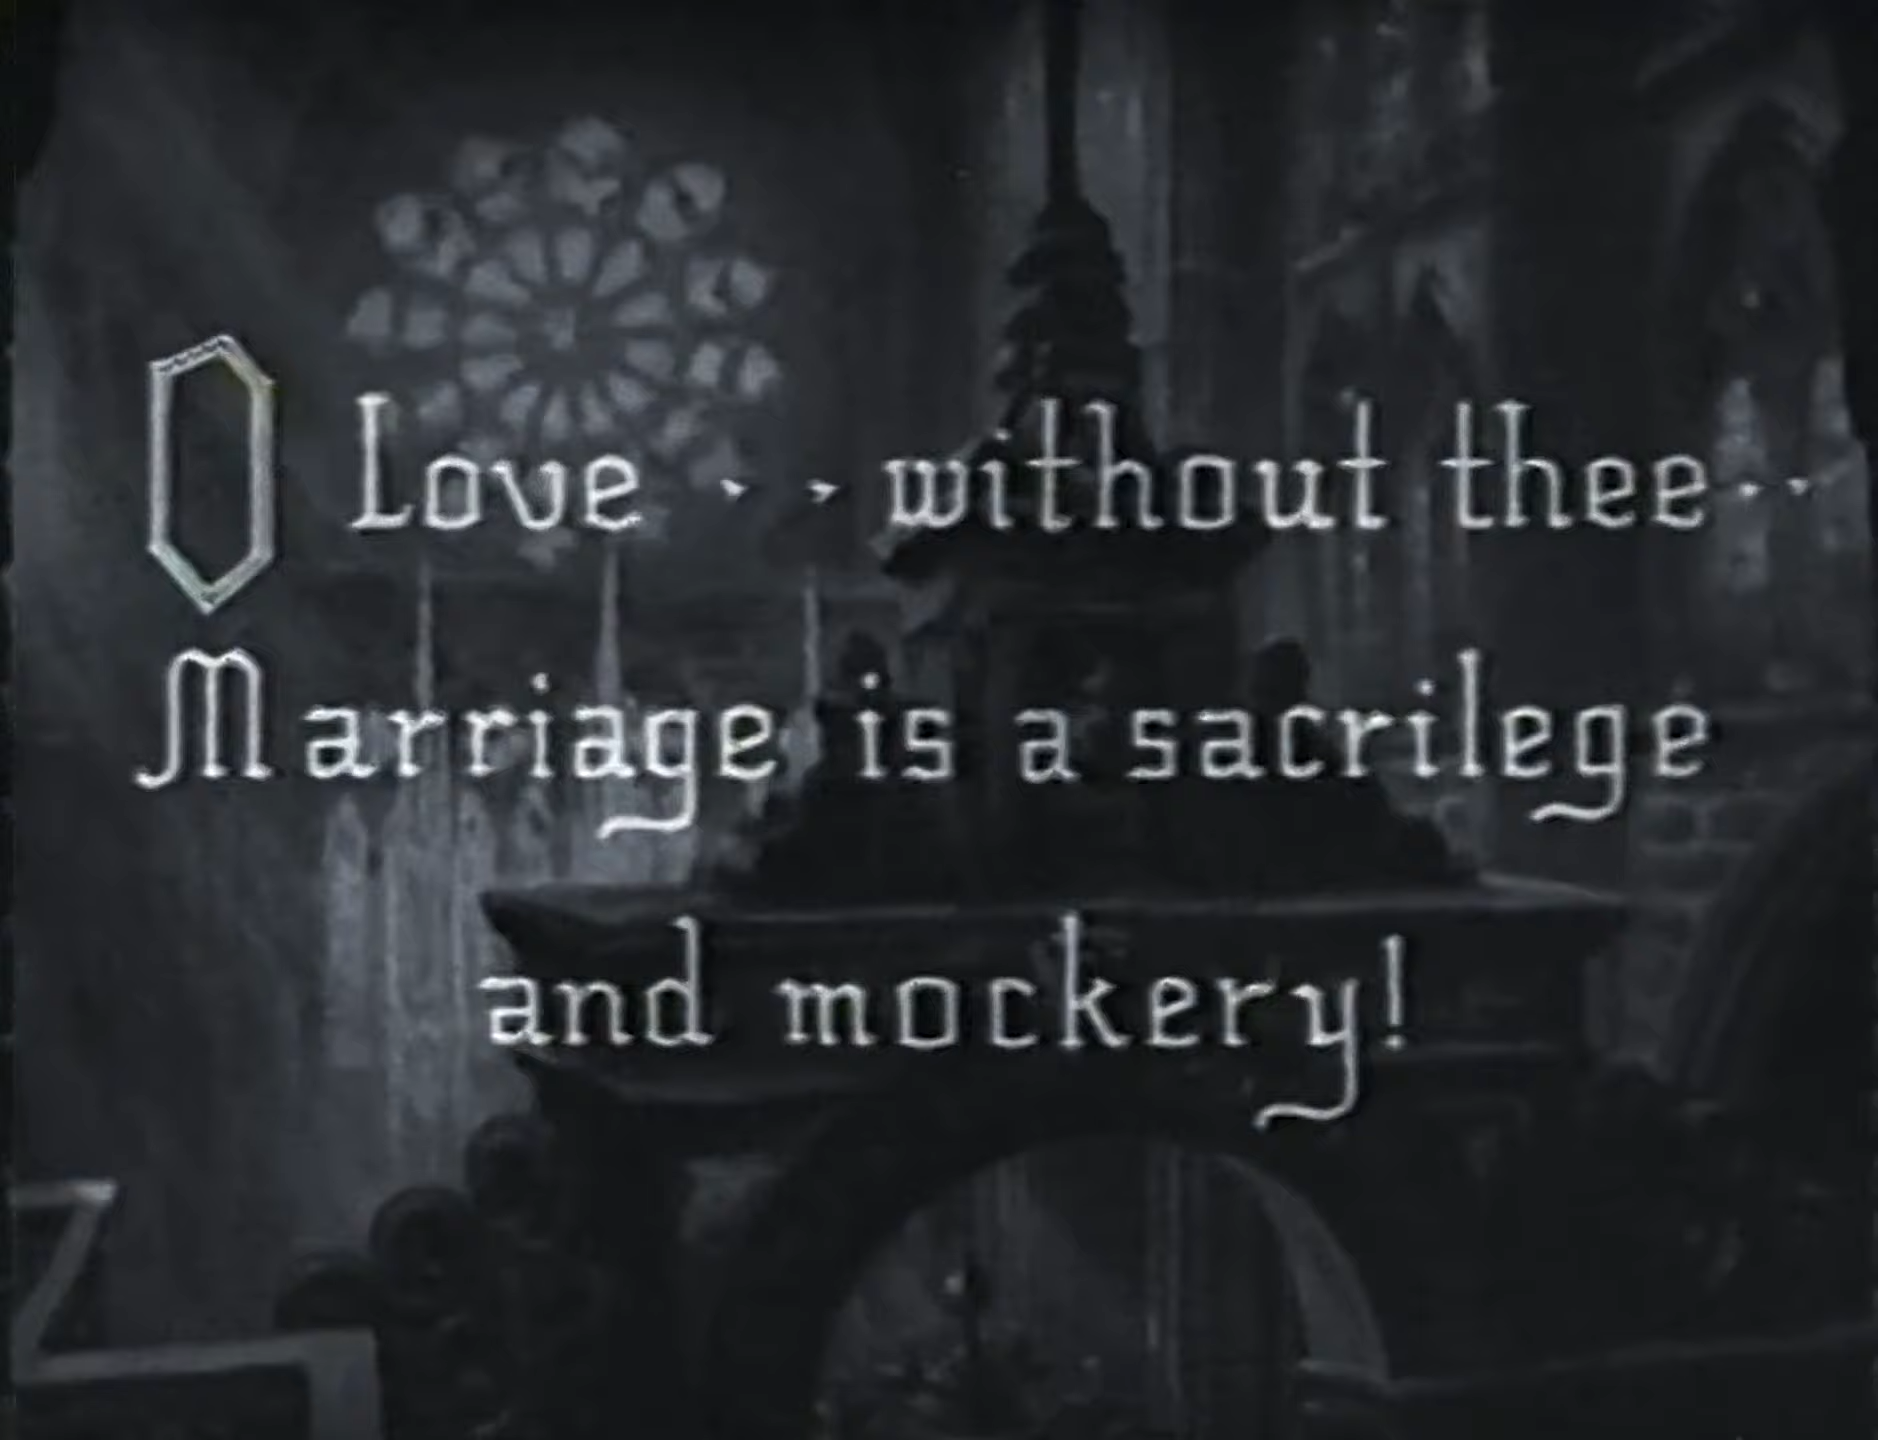 O Love · · without thee · ·
Marriage is a sacrilege
and mockery!